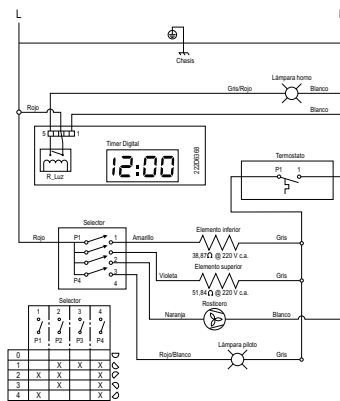 L
Chasis
Lámpara horno
Gris/Rojo
Blanco
Rojo
Blanco
5
1
Timer Digital
12:00
R_Luz
Termostato
P1 1
Selector
Rojo
P1
1
Amarillo
Elemento inferior
Gris
38,87Ω @ 220 V c.a.
2
Violeta
Elemento superior
Gris
51,84 Ω @ 220 V c.a.
Rosticero
Naranja
Blanco
P4
3
4
Rojo/Blanco
Lámpara piloto
Gris
Selector
1 2 3 4
P1 P2 P3 P4
0
1 X X X
2 X X X
3 X X
4 X X